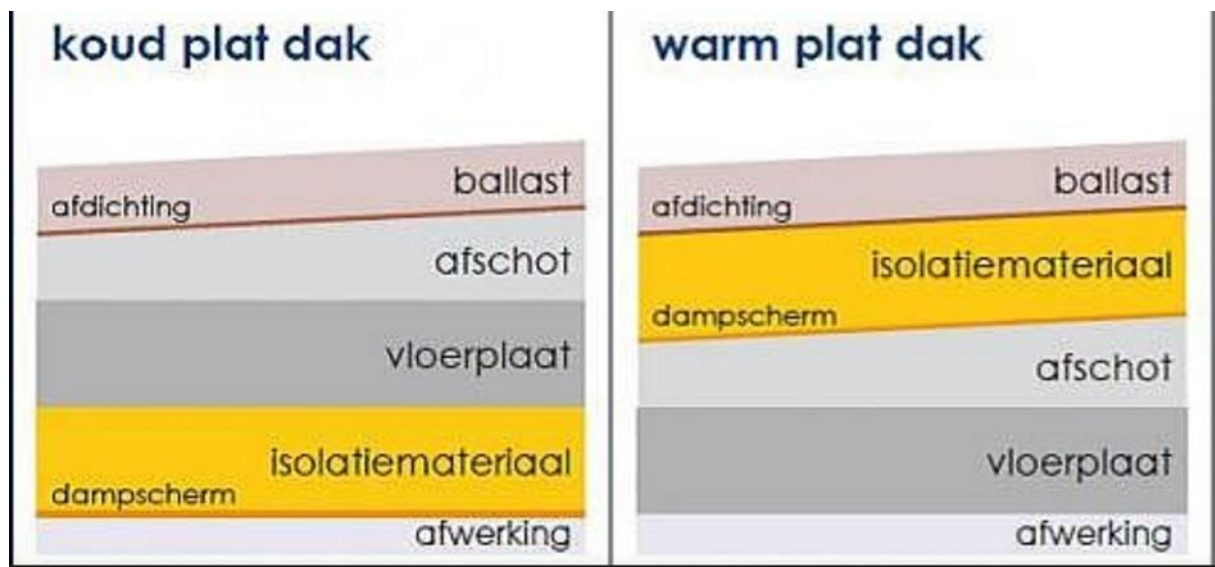 koud plat dak
ballast
afdichting
afschot
vloerplaat
isolatiemateriaal
dampscherm
afwerking
warm plat dak
ballast
afdichting
isolatiemateriaal
dampscherm
afschot
vloerplaat
afwerking